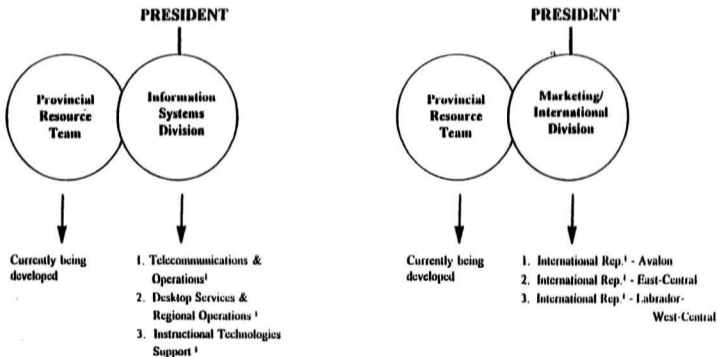 PRESIDENT
Provincial
Resource
Team
Information
Systems
Division
Currently being
developed
1. Telecommunications &
Operations¹
2. Desktop Services &
Regional Operations ¹
3. Instructional Technologies
Support ¹
PRESIDENT
Provincial
Resource
Team
Marketing/
International
Division
Currently being
developed
1. International Rep.¹ - Avalon
2. International Rep.¹ - East-Central
3. International Rep.¹ - Labrador-
West-Central